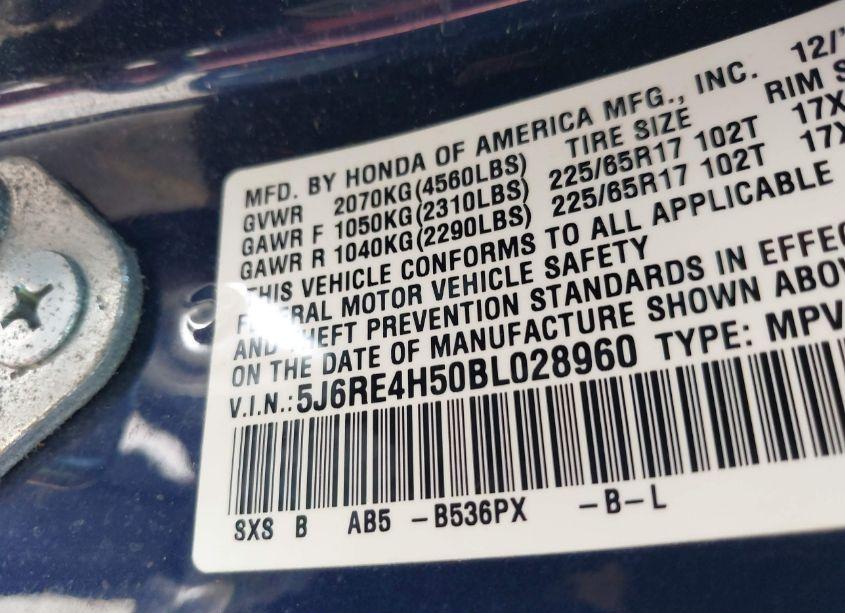 MFD. BY HONDA OF AMERICA MFG., INC. 12/
GVWR 2070KG(4560LBS) TIRE SIZE RIM S
GAWR F 1050KG(2310LBS) 225/65R17 102T 17X
GAWR R 1040KG(2290LBS) 225/65R17 102T 17X
THIS VEHICLE CONFORMS TO ALL APPLICABLE
FEDERAL MOTOR VEHICLE SAFETY
AND THEFT PREVENTION STANDARDS IN EFFEC
ON THE DATE OF MANUFACTURE SHOWN ABOV
V.I.N.: 5J6RE4H50BL028960 TYPE: MPV
SXS B AB5 -B536PX -B-L